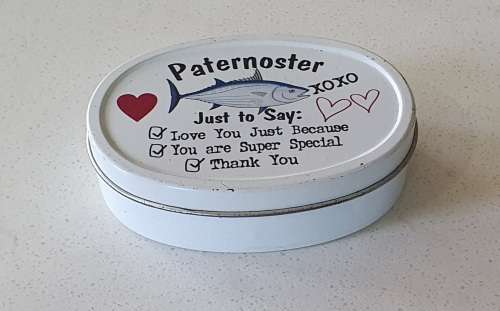 Paternoster
XOXO
Just to Say:
Love You Just Because
You are Super Special
Thank You